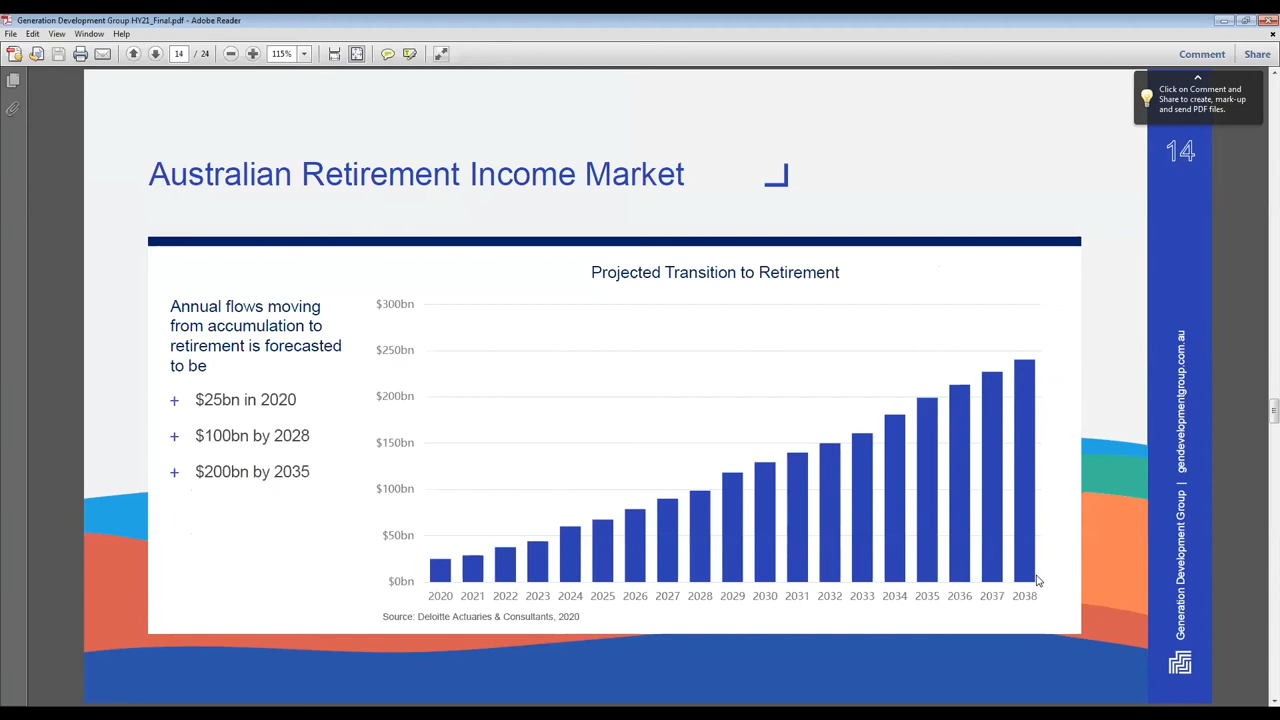 Generation Development Group HY21_Final.pdf - Adobe Reader
File Edit View Window Help
14 / 24 115% Comment Share
Click on Comment and
Share to create, mark-up
and send PDF files.
14
Australian Retirement Income Market
Projected Transition to Retirement
Annual flows moving
from accumulation to
retirement is forecasted
to be
+ $25bn in 2020
+ $100bn by 2028
+ $200bn by 2035
$300bn
$250bn
$200bn
$150bn
$100bn
$50bn
$0bn
2020 2021 2022 2023 2024 2025 2026 2027 2028 2029 2030 2031 2032 2033 2034 2035 2036 2037 2038
Source: Deloitte Actuaries & Consultants, 2020
Generation Development Group | gendevelopmentgroup.com.au